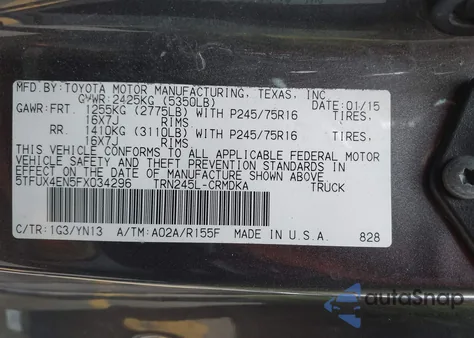 MFD. BY:TOYOTA MOTOR MANUFACTURING, TEXAS, INC.
GVWR:2425KG (5350LB) DATE:01/15
GAWR:FRT. 1255KG (2775LB) WITH P245/75R16 TIRES,
16X7J RIMS
RR. 1410KG (3110LB) WITH P245/75R16 TIRES,
16X7J RIMS
THIS VEHICLE CONFORMS TO ALL APPLICABLE FEDERAL MOTOR
VEHICLE SAFETY AND THEFT PREVENTION STANDARDS IN
EFFECT ON THE DATE OF MANUFACTURE SHOWN ABOVE.
5TFUX4EN5FX034296 TRN245L-CRMDKA TRUCK
C/TR:1G3/YN13 A/TM:A02A/R155F MADE IN U.S.A. 828
autoSnap